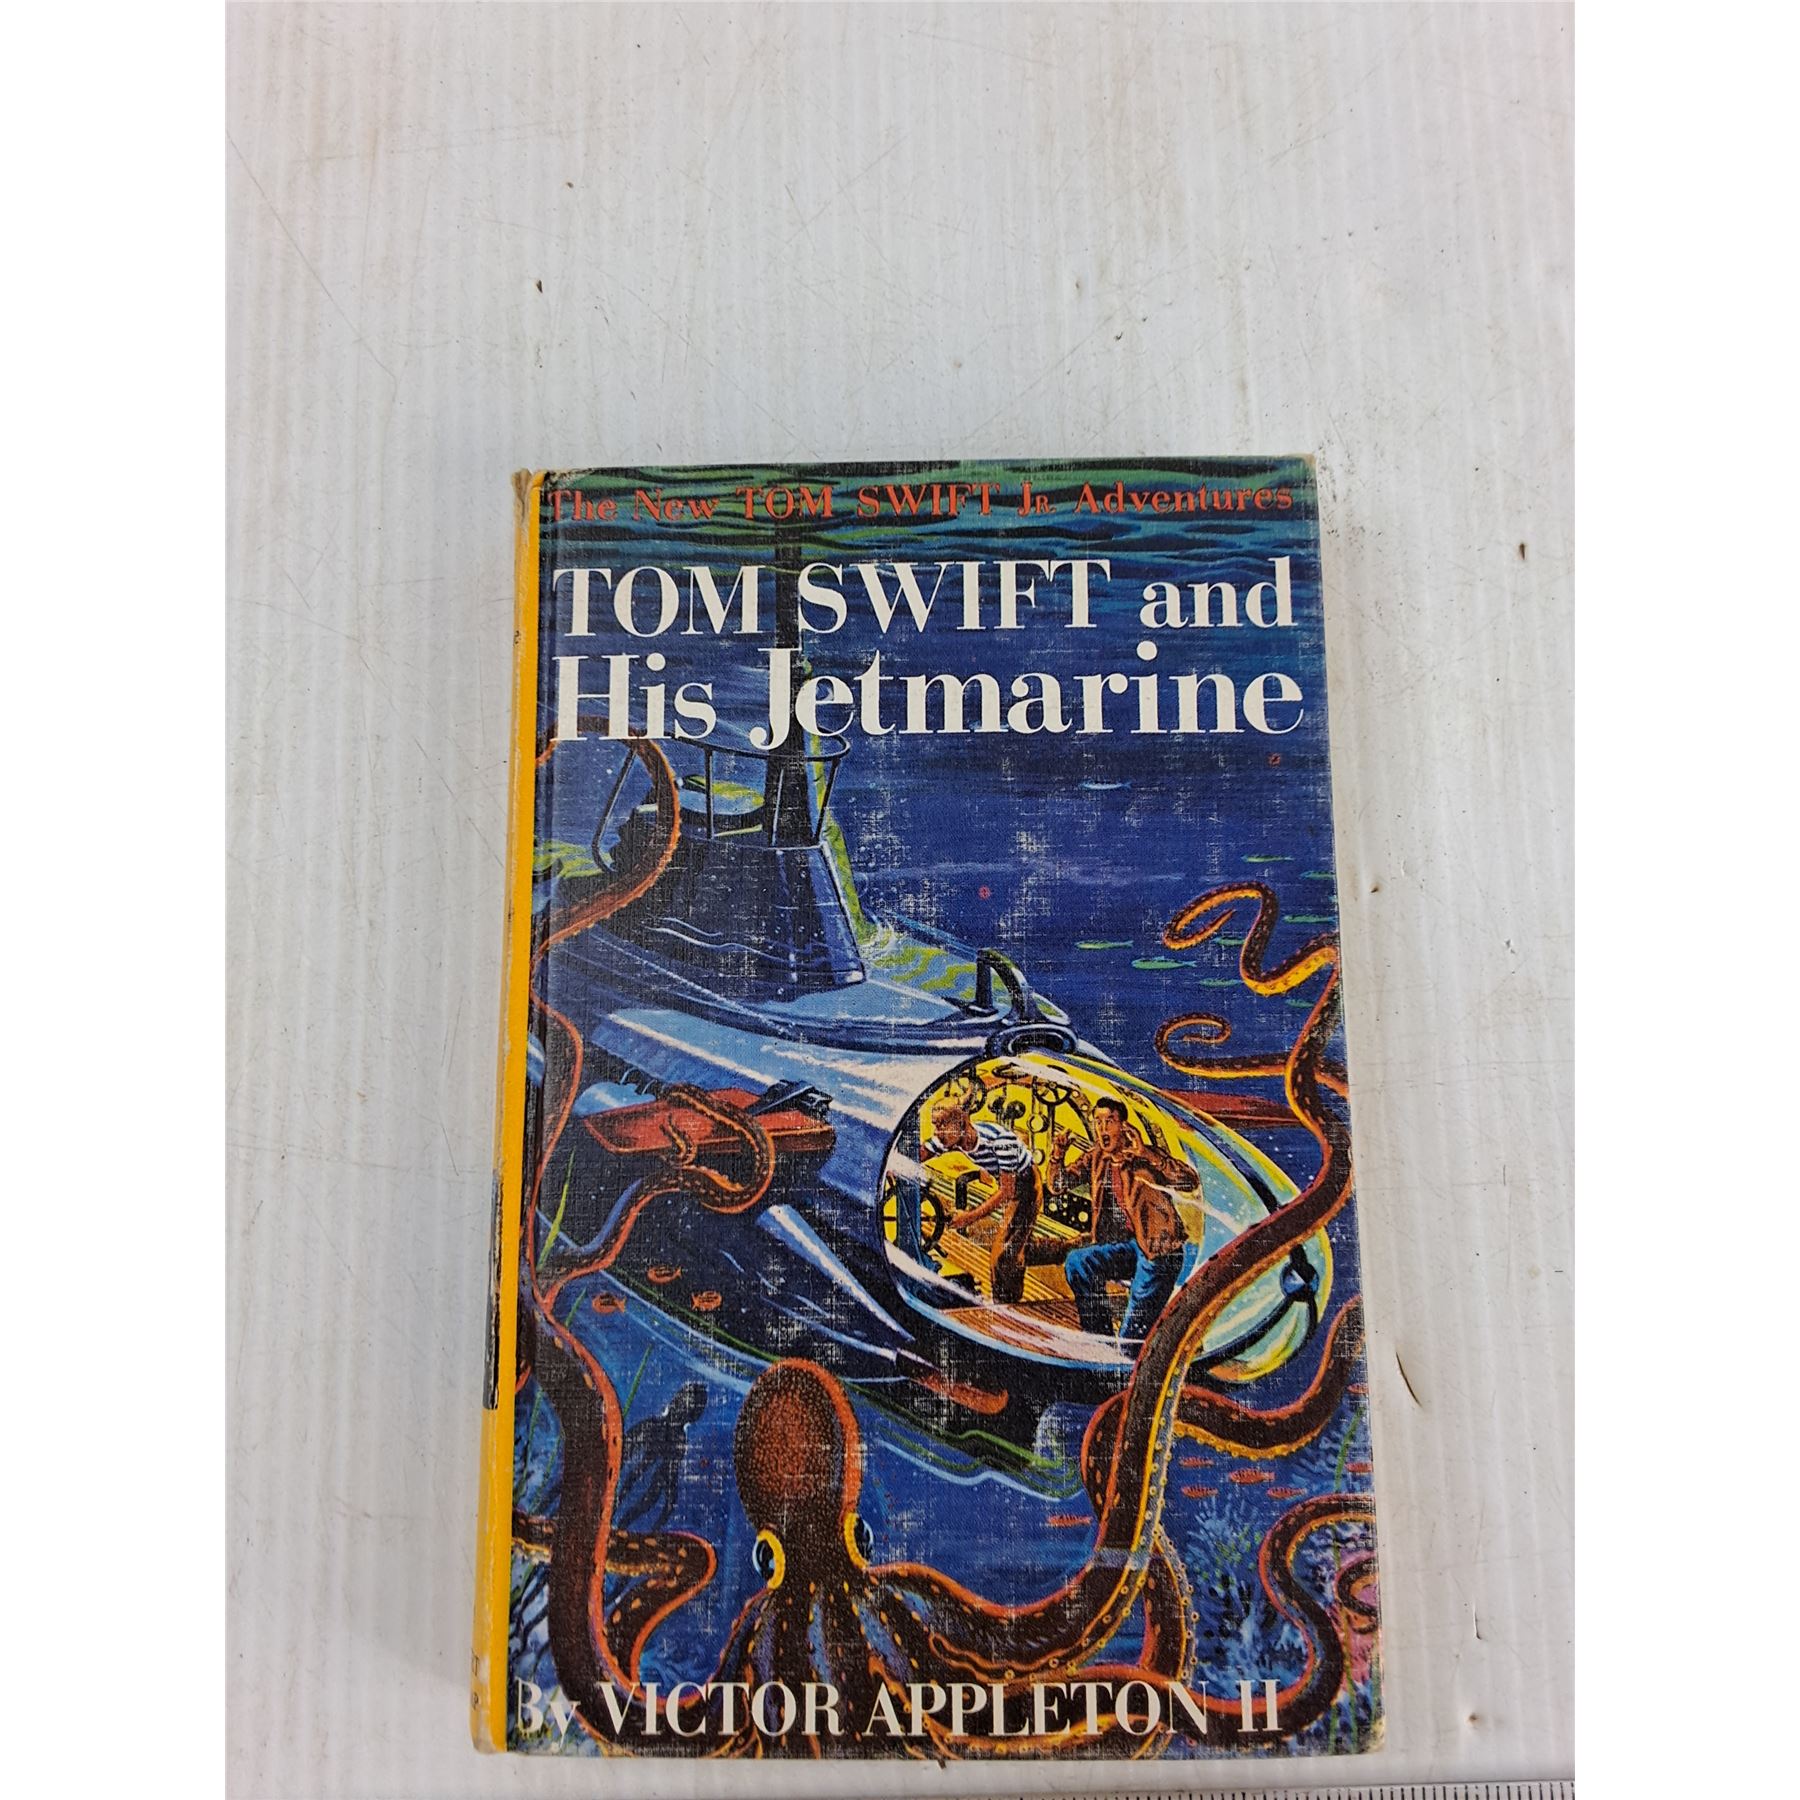 The New TOM SWIFT JR. Adventures
TOM SWIFT and
His Jetmarine
By VICTOR APPLETON II